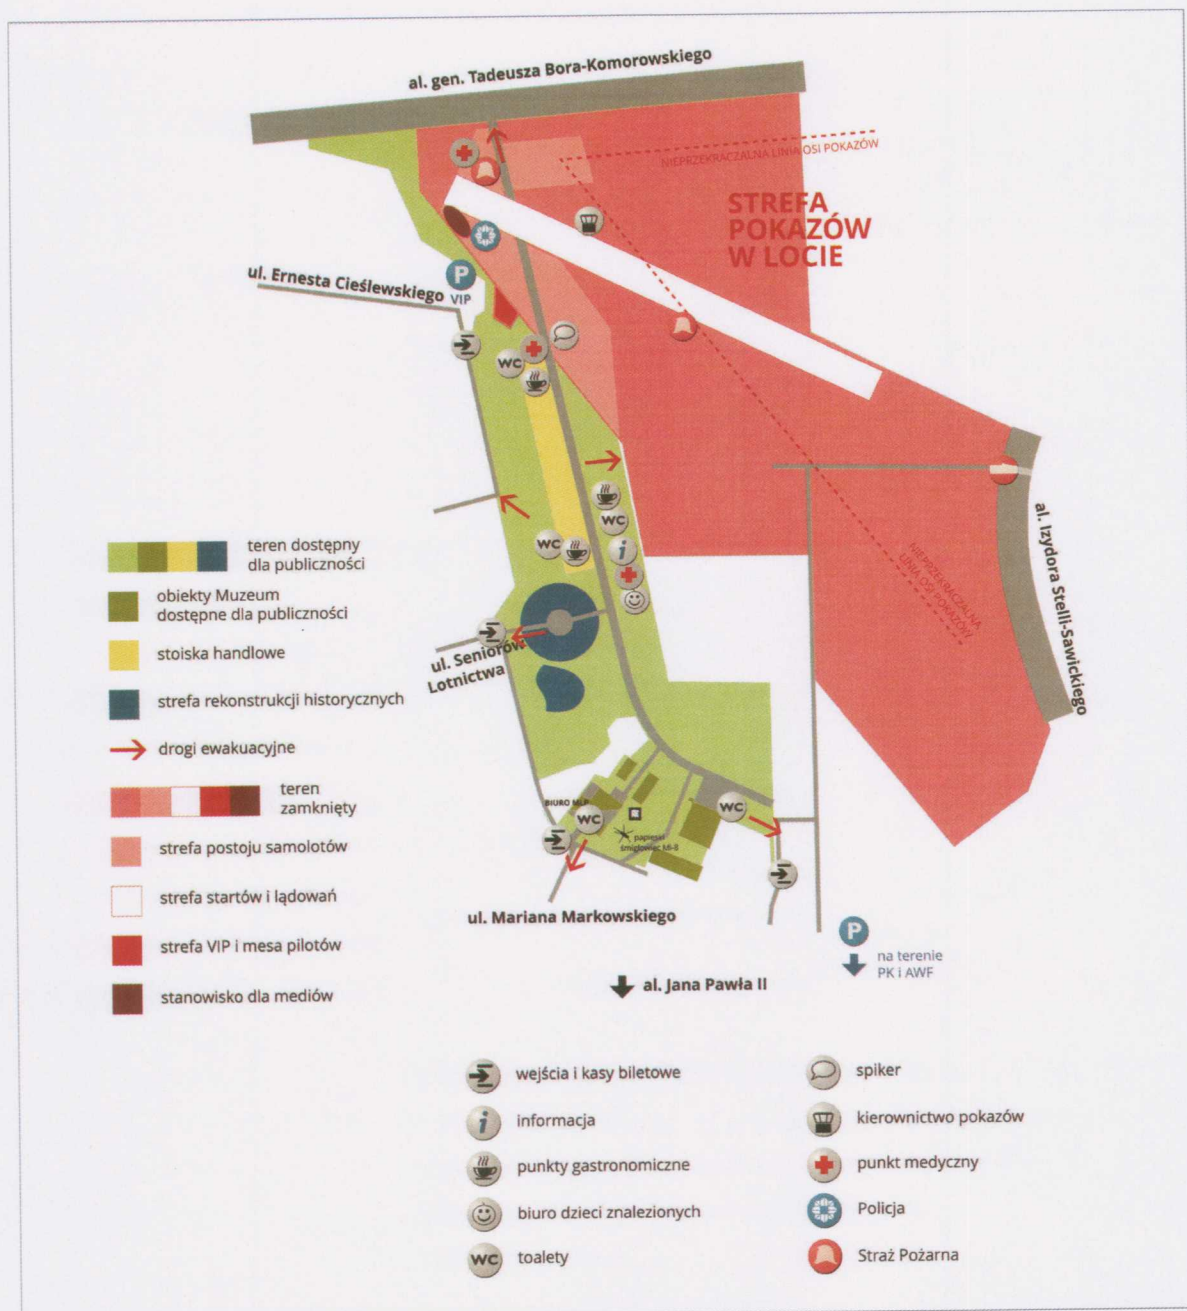 al. gen. Tadeusza Bora-Komorowskiego
NIEPRZEKRACZALNA LINIA OSI POKAZÓW
STREFA
POKAZÓW
W LOCIE
ul. Ernesta Cieślewskiego
P
VIP
WC
WC
WC
i
NIEPRZEKRACZALNA
LINIA OSI POKAZÓW
al. Izydora Stelli-Sawickiego
ul. Seniorów
Lotnictwa
BIURO MLP
WC
WC
papieski
śmigłowiec Mi-8
ul. Mariana Markowskiego
P
na terenie
PK i AWF
al. Jana Pawła II
teren dostępny
dla publiczności
obiekty Muzeum
dostępne dla publiczności
stoiska handlowe
strefa rekonstrukcji historycznych
drogi ewakuacyjne
teren
zamknięty
strefa postoju samolotów
strefa startów i lądowań
strefa VIP i mesa pilotów
stanowisko dla mediów
wejścia i kasy biletowe
i informacja
punkty gastronomiczne
biuro dzieci znalezionych
WC toalety
spiker
kierownictwo pokazów
punkt medyczny
Policja
Straż Pożarna